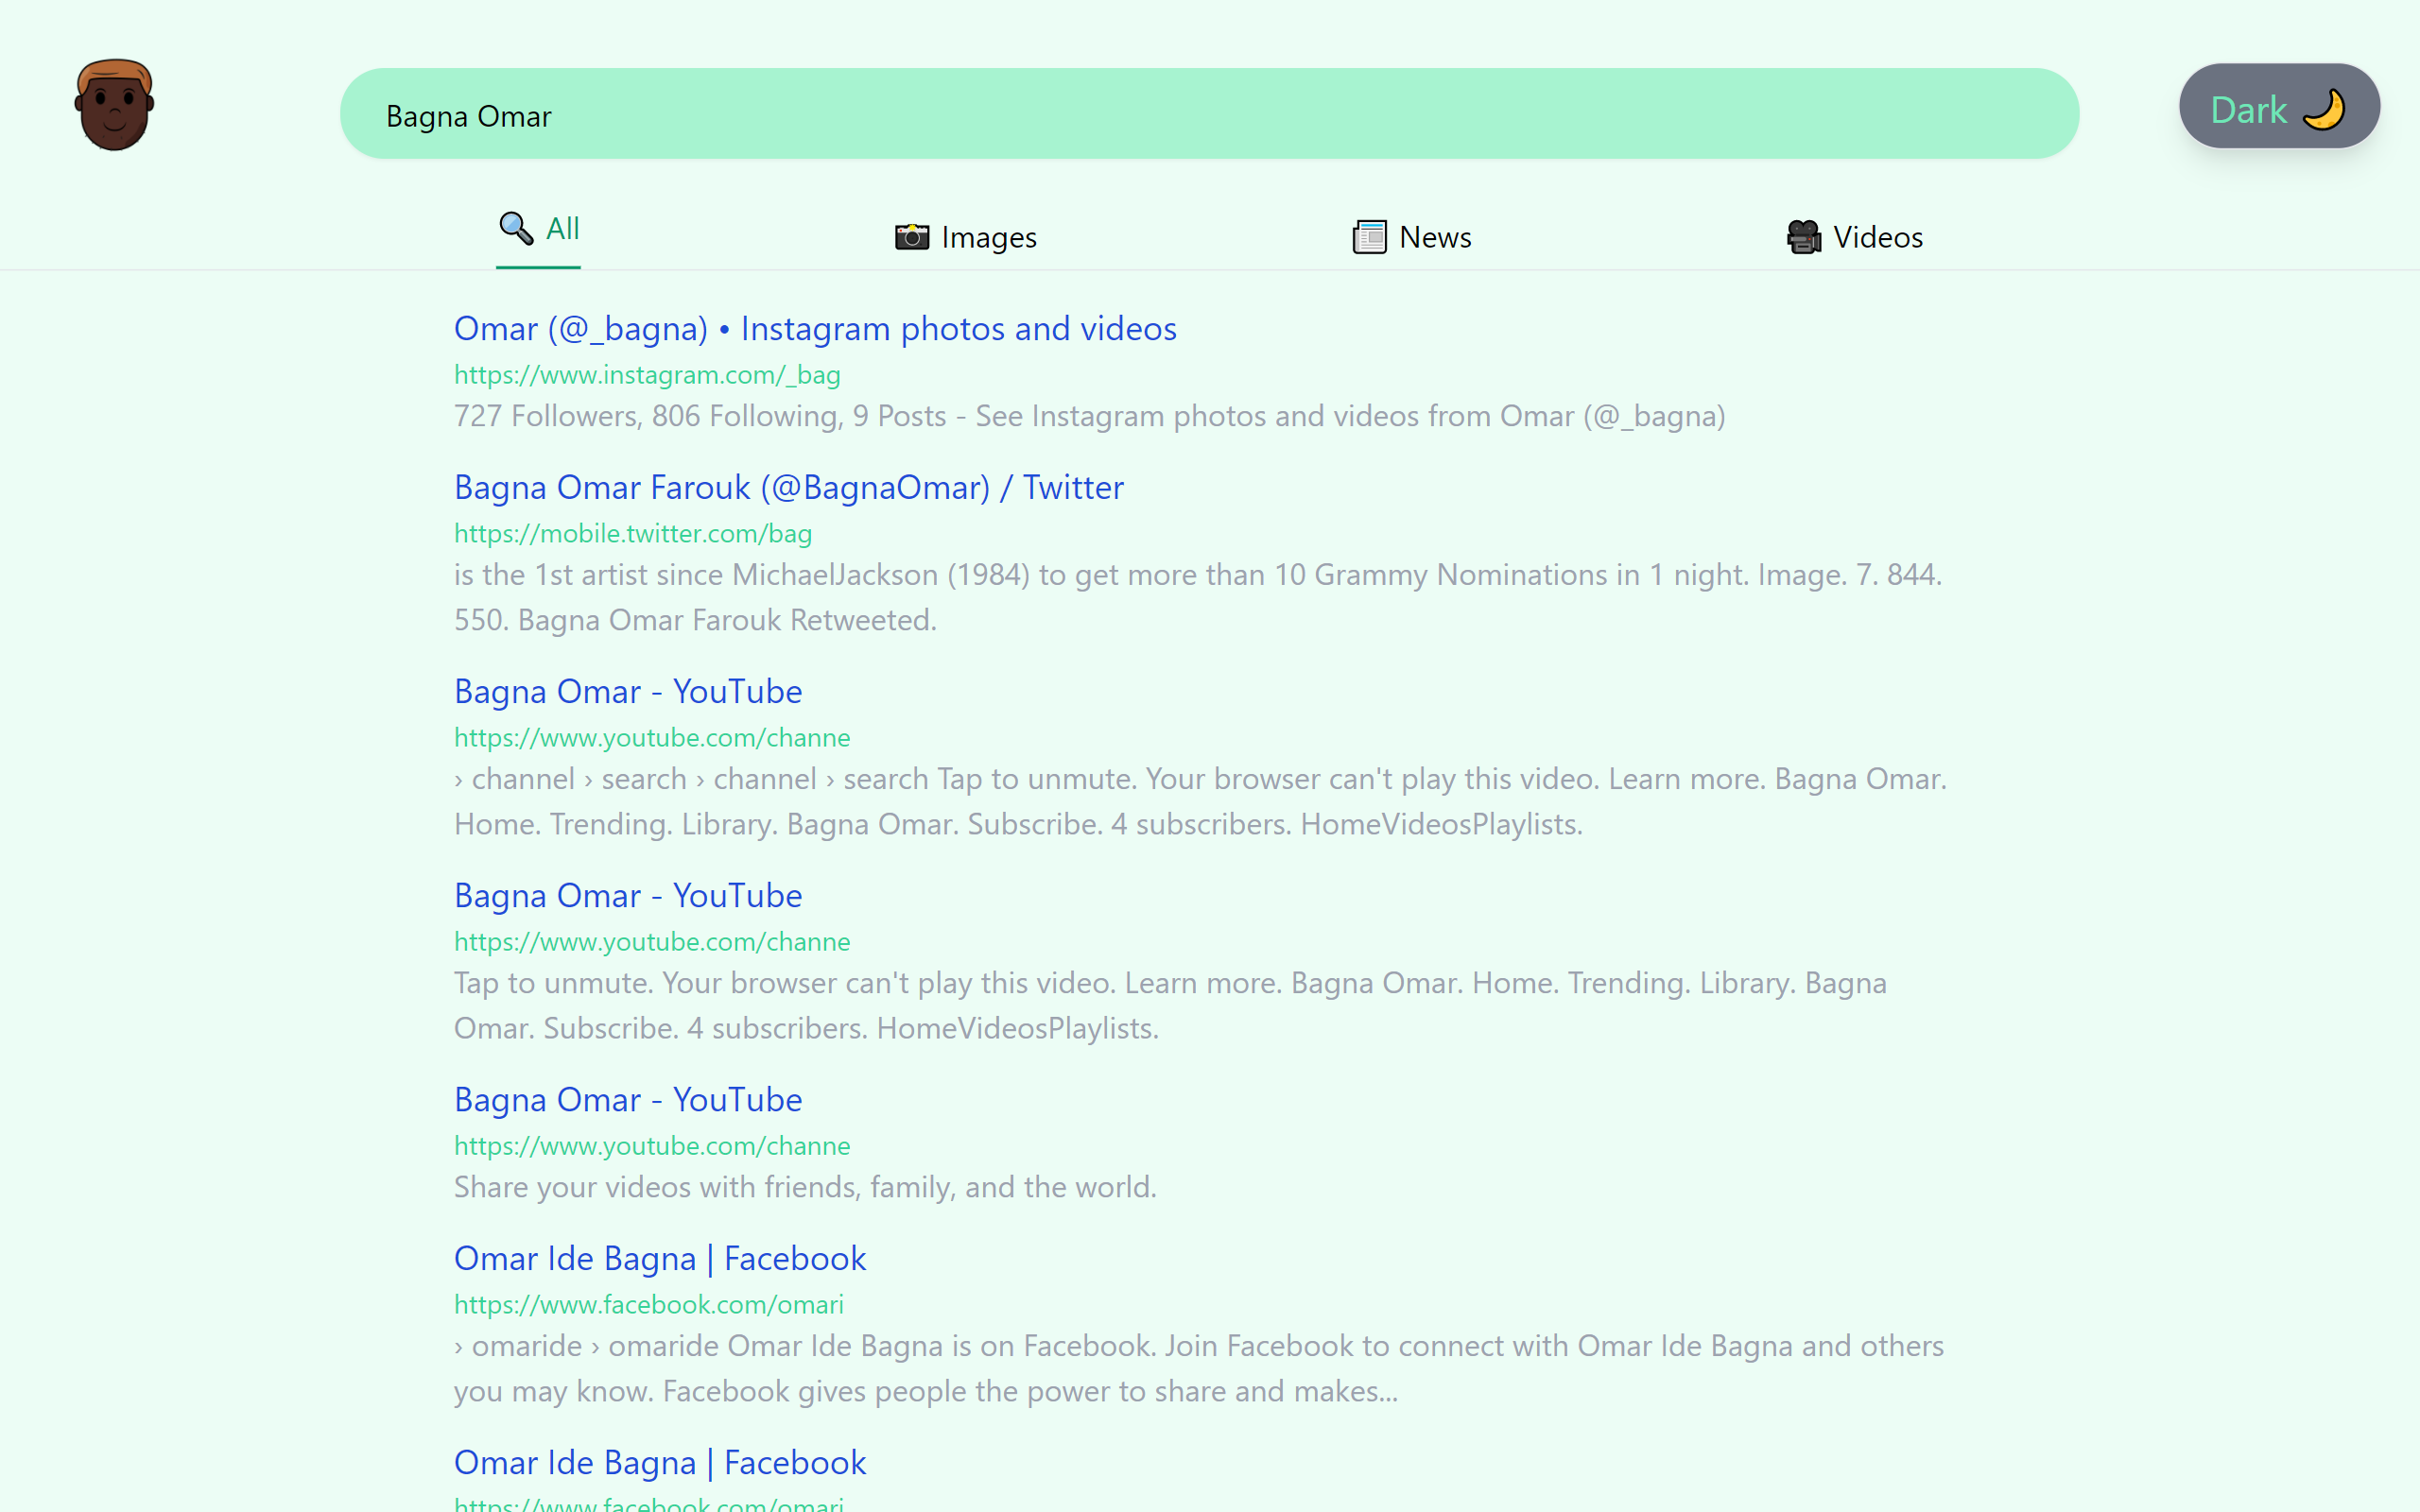 Bagna Omar
Dark
All
Images
News
Videos
Omar (@_bagna) • Instagram photos and videos
https://www.instagram.com/_bag
727 Followers, 806 Following, 9 Posts - See Instagram photos and videos from Omar (@_bagna)
Bagna Omar Farouk (@BagnaOmar) / Twitter
https://mobile.twitter.com/bag
is the 1st artist since MichaelJackson (1984) to get more than 10 Grammy Nominations in 1 night. Image. 7. 844.
550. Bagna Omar Farouk Retweeted.
Bagna Omar - YouTube
https://www.youtube.com/channe
› channel › search › channel › search Tap to unmute. Your browser can't play this video. Learn more. Bagna Omar.
Home. Trending. Library. Bagna Omar. Subscribe. 4 subscribers. HomeVideosPlaylists.
Bagna Omar - YouTube
https://www.youtube.com/channe
Tap to unmute. Your browser can't play this video. Learn more. Bagna Omar. Home. Trending. Library. Bagna
Omar. Subscribe. 4 subscribers. HomeVideosPlaylists.
Bagna Omar - YouTube
https://www.youtube.com/channe
Share your videos with friends, family, and the world.
Omar Ide Bagna | Facebook
https://www.facebook.com/omari
› omaride › omaride Omar Ide Bagna is on Facebook. Join Facebook to connect with Omar Ide Bagna and others
you may know. Facebook gives people the power to share and makes...
Omar Ide Bagna | Facebook
https://www.facebook.com/omari